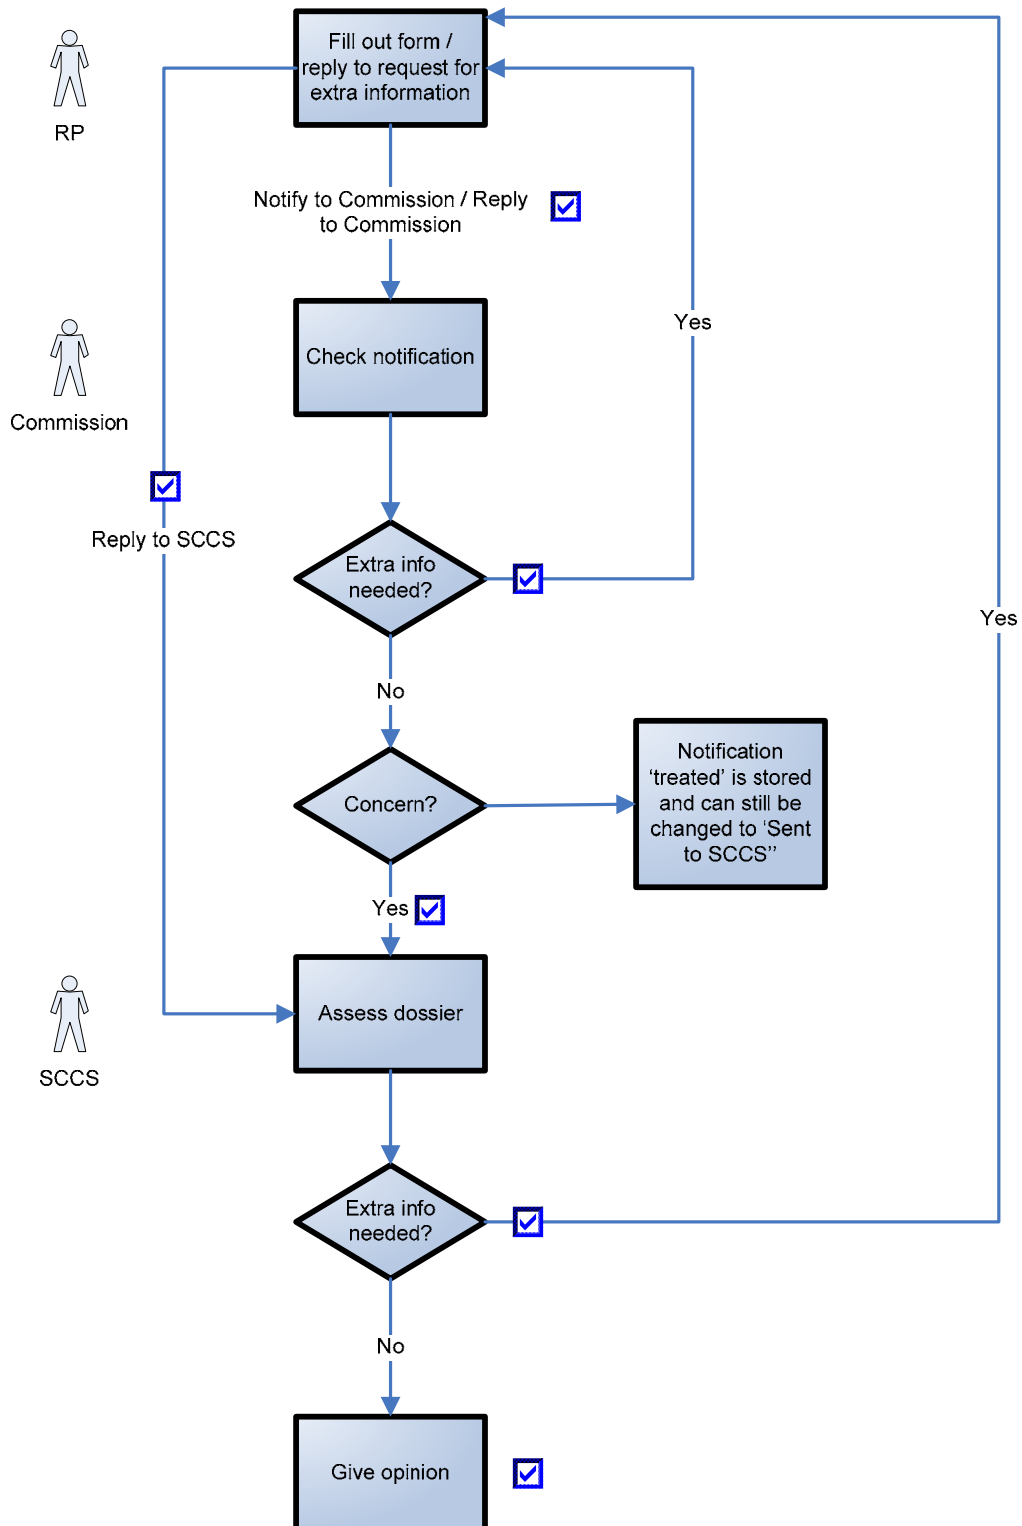 Fill out form /
reply to request for
extra information
RP
Notify to Commission / Reply
to Commission
Yes
Check notification
Commission
Reply to SCCS
Extra info
needed?
Yes
No
Notification
‘treated’ is stored
and can still be
changed to ‘Sent
to SCCS’’
Concern?
Yes
Assess dossier
SCCS
Extra info
needed?
No
Give opinion